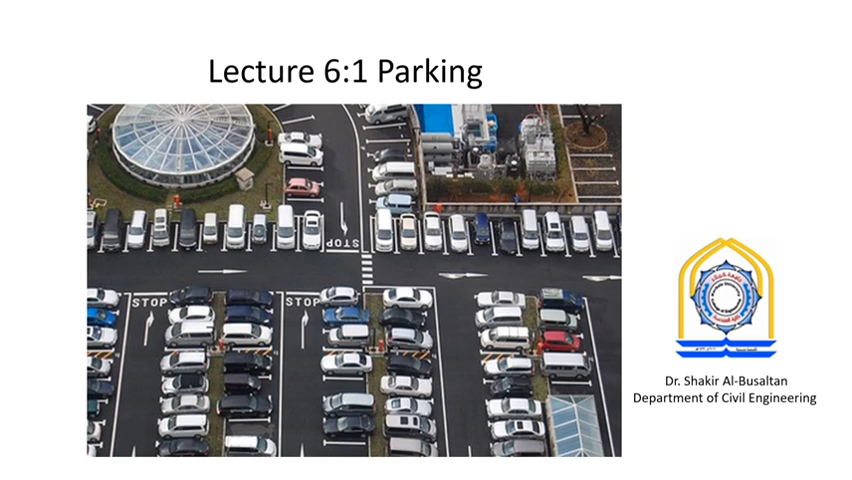 Lecture 6:1 Parking
STOP
STOP
STOP
Dr. Shakir Al-Busaltan
Department of Civil Engineering